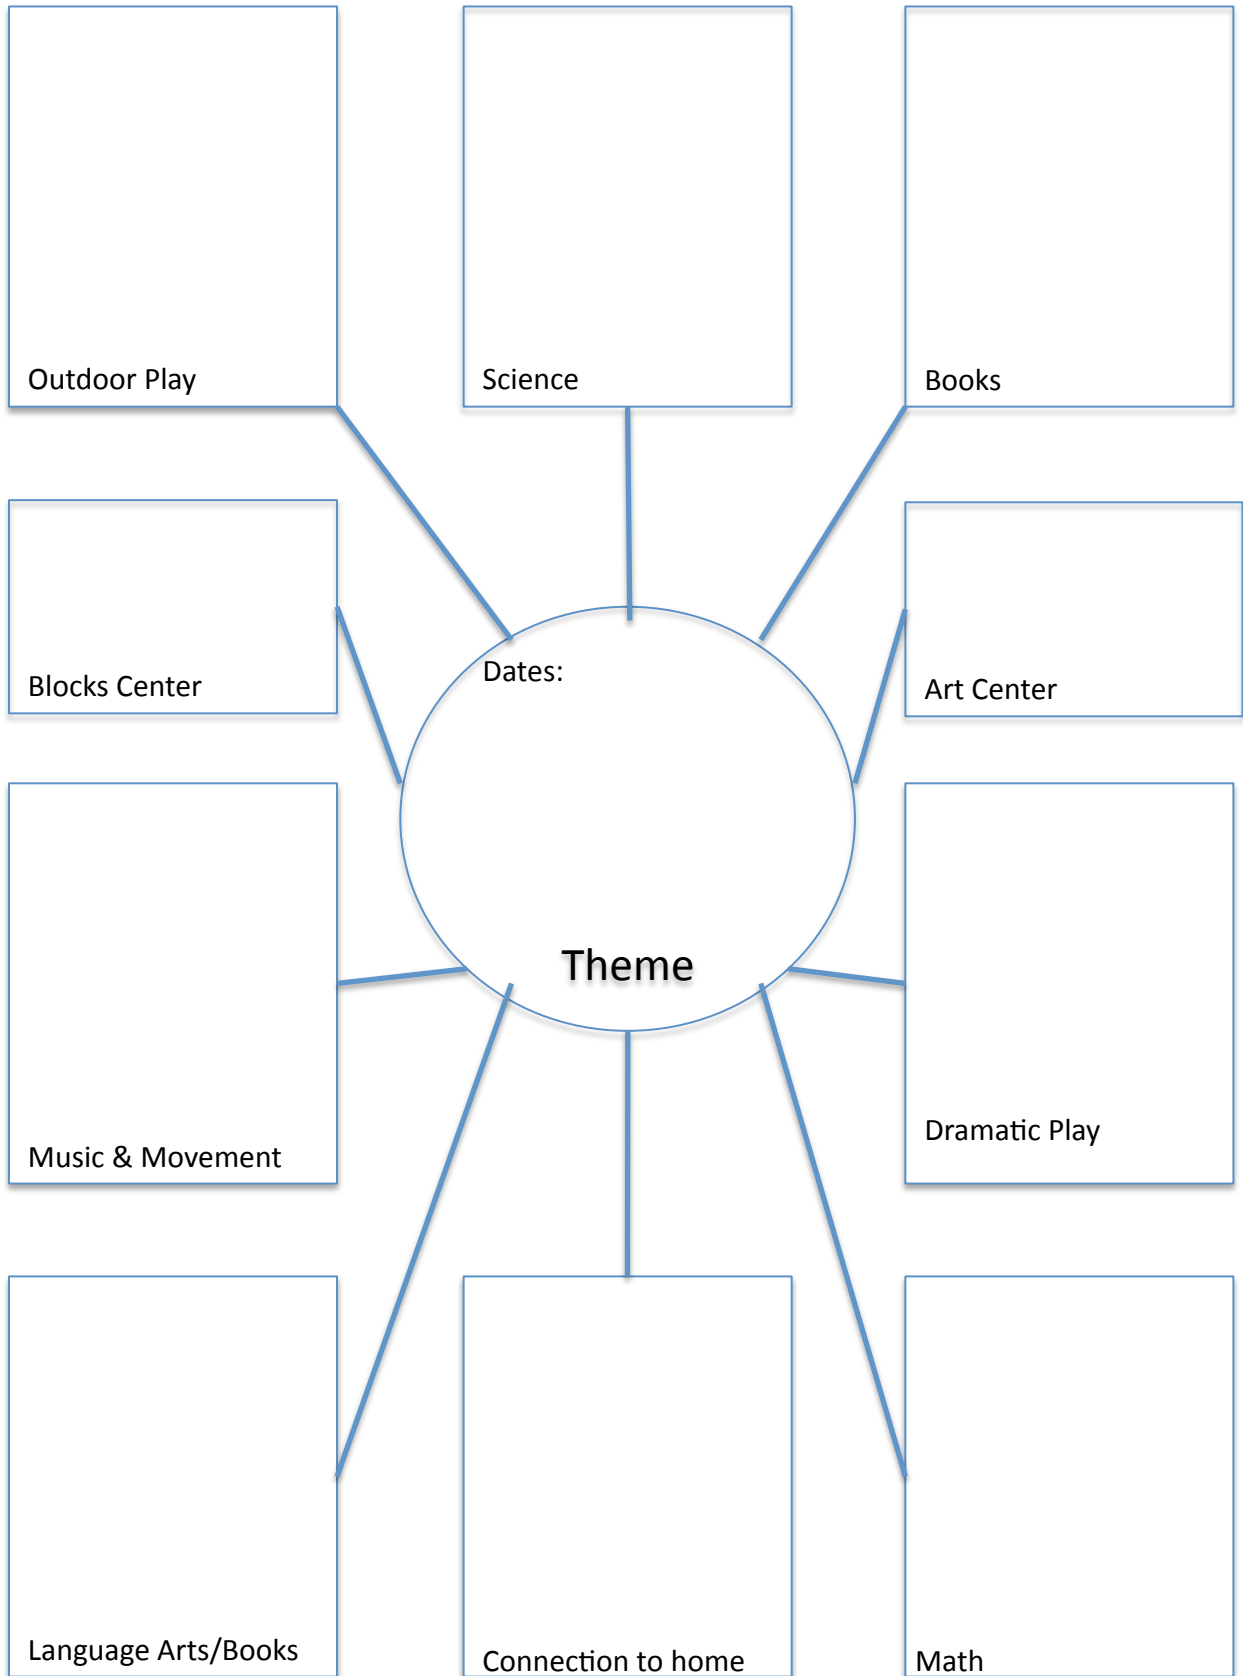 Outdoor Play
Science
Books
Blocks Center
Dates:
Art Center
Theme
Music & Movement
Dramatic Play
Language Arts/Books
Connection to home
Math